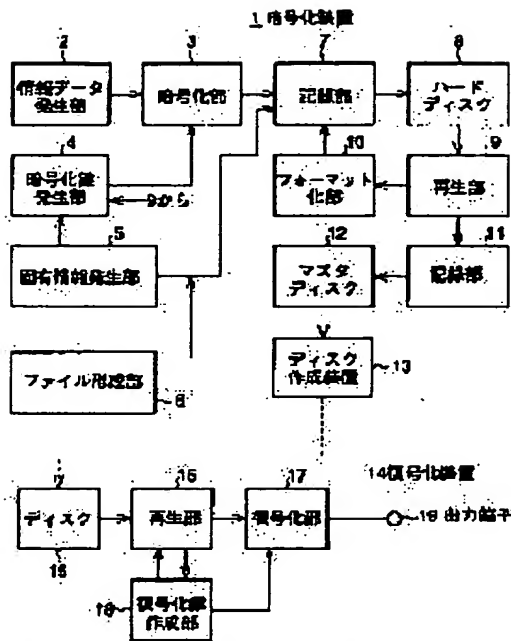 1 暗号化装置
2
3
7
8
情報データ
発生部
暗号化部
記録部
ハード
ディスク
4
10
9
暗号化鍵
発生部
9から
フォーマット
化部
再生部
5
12
11
固有情報発生部
マスタ
ディスク
記録部
ファイル形理部
6
ディスク
作成装置
13
16
17
14復号化装置
ディスク
再生部
復号化部
19 出力端子
15
18
復号化鍵
作成部